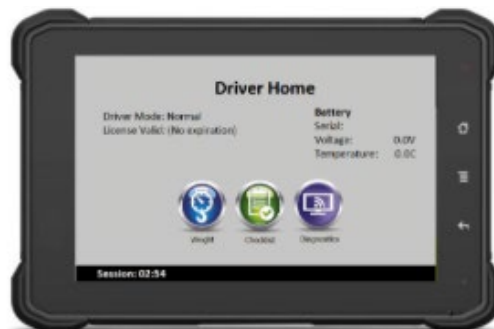 Driver Home
Driver Mode: Normal
License Valid: (No expiration)
Battery
Serial:
Voltage: 0.0V
Temperature: 0.0C
Weight
Checklist
Diagnostics
Session: 02:54